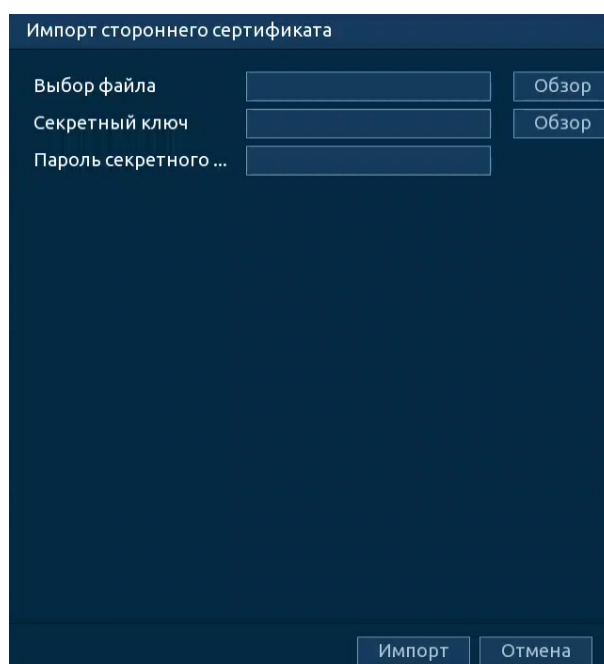 Импорт стороннего сертификата
Выбор файла Обзор
Секретный ключ Обзор
Пароль секретного ...
Импорт Отмена